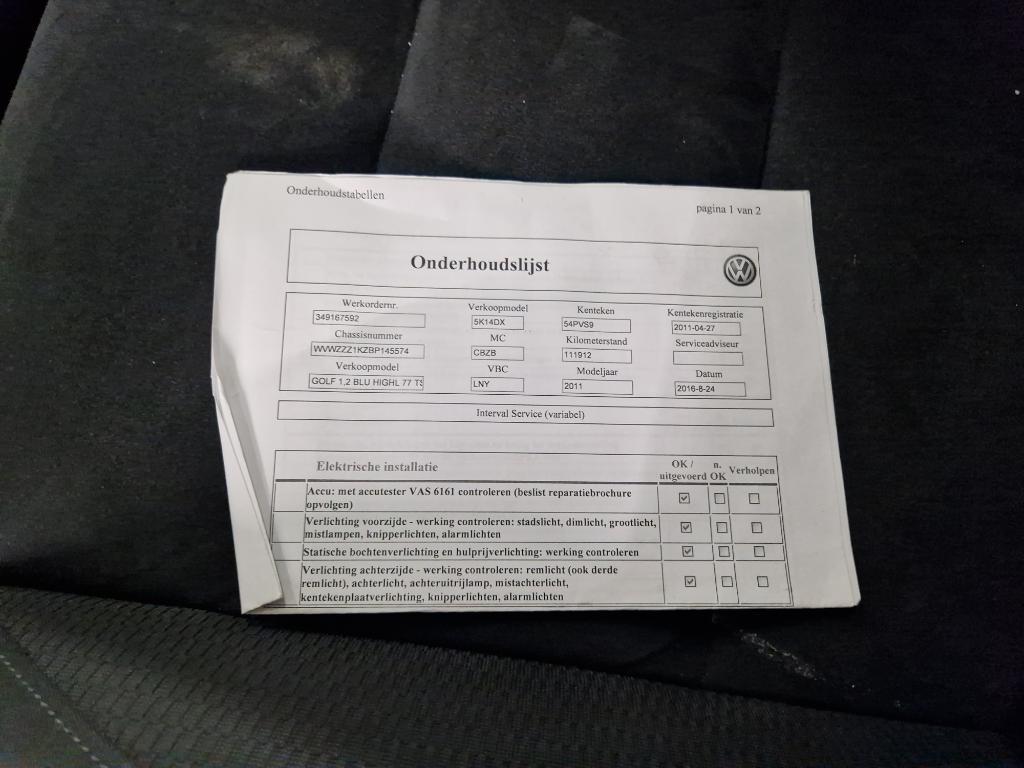 Onderhoudstabellen
pagina 1 van 2
Onderhoudslijst
Werkordernr. Verkoopmodel Kenteken Kentekenregistratie
349167592 5K14DX 54PVS9 2011-04-27
Chassisnummer MC Kilometerstand Serviceadviseur
WVWZZZ1KZBP145574 CBZB 111912
Verkoopmodel VBC Modeljaar Datum
GOLF 1,2 BLU HIGHL 77 TS LNY 2011 2016-8-24
Interval Service (variabel)
Elektrische installatie OK / uitgevoerd n. OK Verholpen
Accu: met accutester VAS 6161 controleren (beslist reparatiebrochure
opvolgen)
Verlichting voorzijde - werking controleren: stadslicht, dimlicht, grootlicht,
mistlampen, knipperlichten, alarmlichten
Statische bochtenverlichting en hulprijverlichting: werking controleren
Verlichting achterzijde - werking controleren: remlicht (ook derde
remlicht), achterlicht, achteruitrijlamp, mistachterlicht,
kentekenplaatverlichting, knipperlichten, alarmlichten